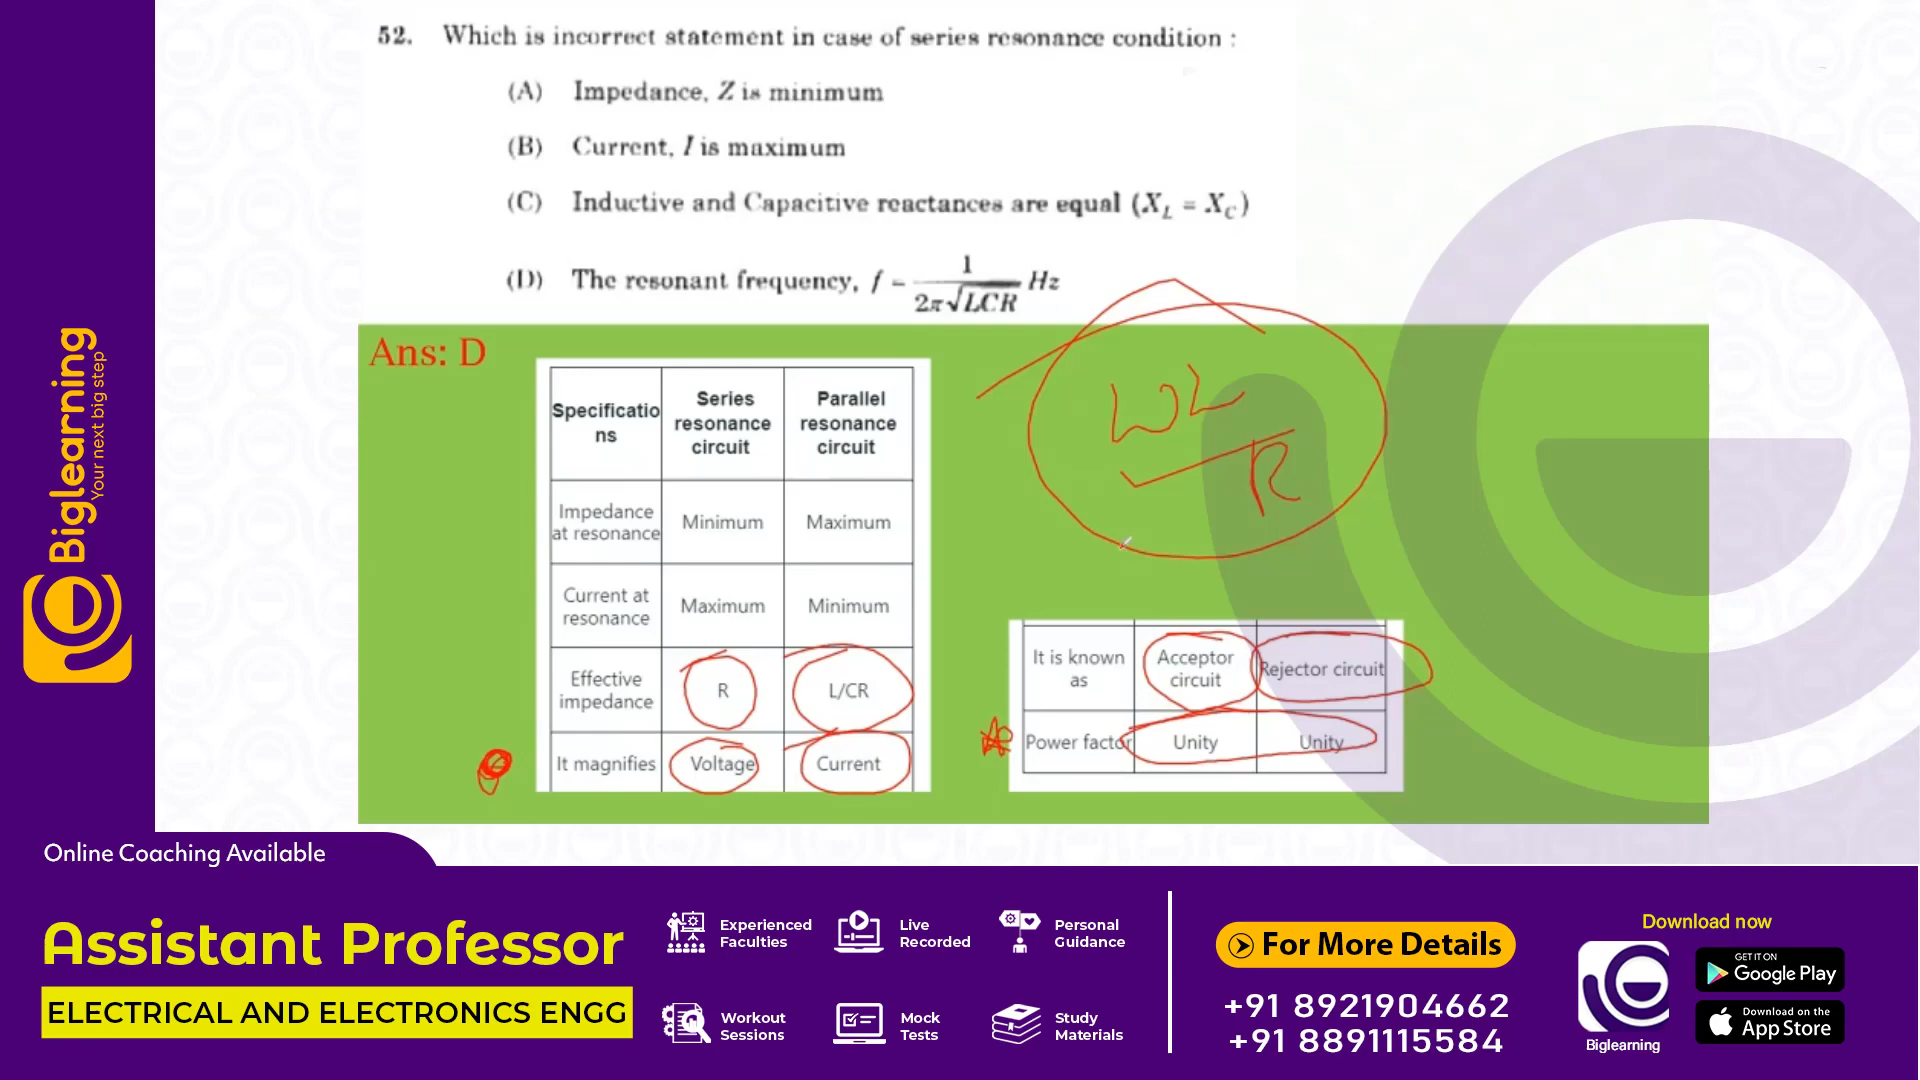 52. Which is incorrect statement in case of series resonance condition :
(A) Impedance, Z is minimum
(B) Current, I is maximum
(C) Inductive and Capacitive reactances are equal (X_L = X_C)
(D) The resonant frequency, f = 1 / 2π√LCR Hz
Ans: D
Specificatio
ns
Series
resonance
circuit
Parallel
resonance
circuit
Impedance
at resonance
Minimum
Maximum
Current at
resonance
Maximum
Minimum
Effective
impedance
R
L/CR
It magnifies
Voltage
Current
ωL
R
It is known
as
Acceptor
circuit
Rejector circuit
Power factor
Unity
Unity
Biglearning
Your next big step
Online Coaching Available
Assistant Professor
ELECTRICAL AND ELECTRONICS ENGG
Experienced
Faculties
Live
Recorded
Personal
Guidance
Workout
Sessions
Mock
Tests
Study
Materials
For More Details
+91 8921904662
+91 8891115584
Download now
Biglearning
GET IT ON
Google Play
Download on the
App Store